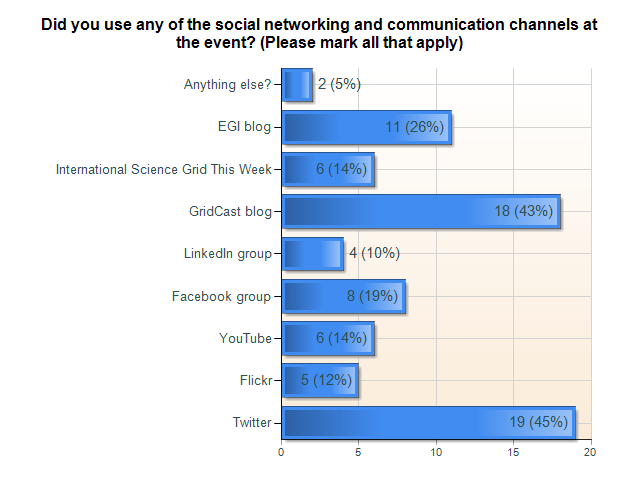 Did you use any of the social networking and communication channels at
the event? (Please mark all that apply)
Anything else? 2 (5%)
EGI blog 11 (26%)
International Science Grid This Week 6 (14%)
GridCast blog 18 (43%)
LinkedIn group 4 (10%)
Facebook group 8 (19%)
YouTube 6 (14%)
Flickr 5 (12%)
Twitter 19 (45%)
0 5 10 15 20